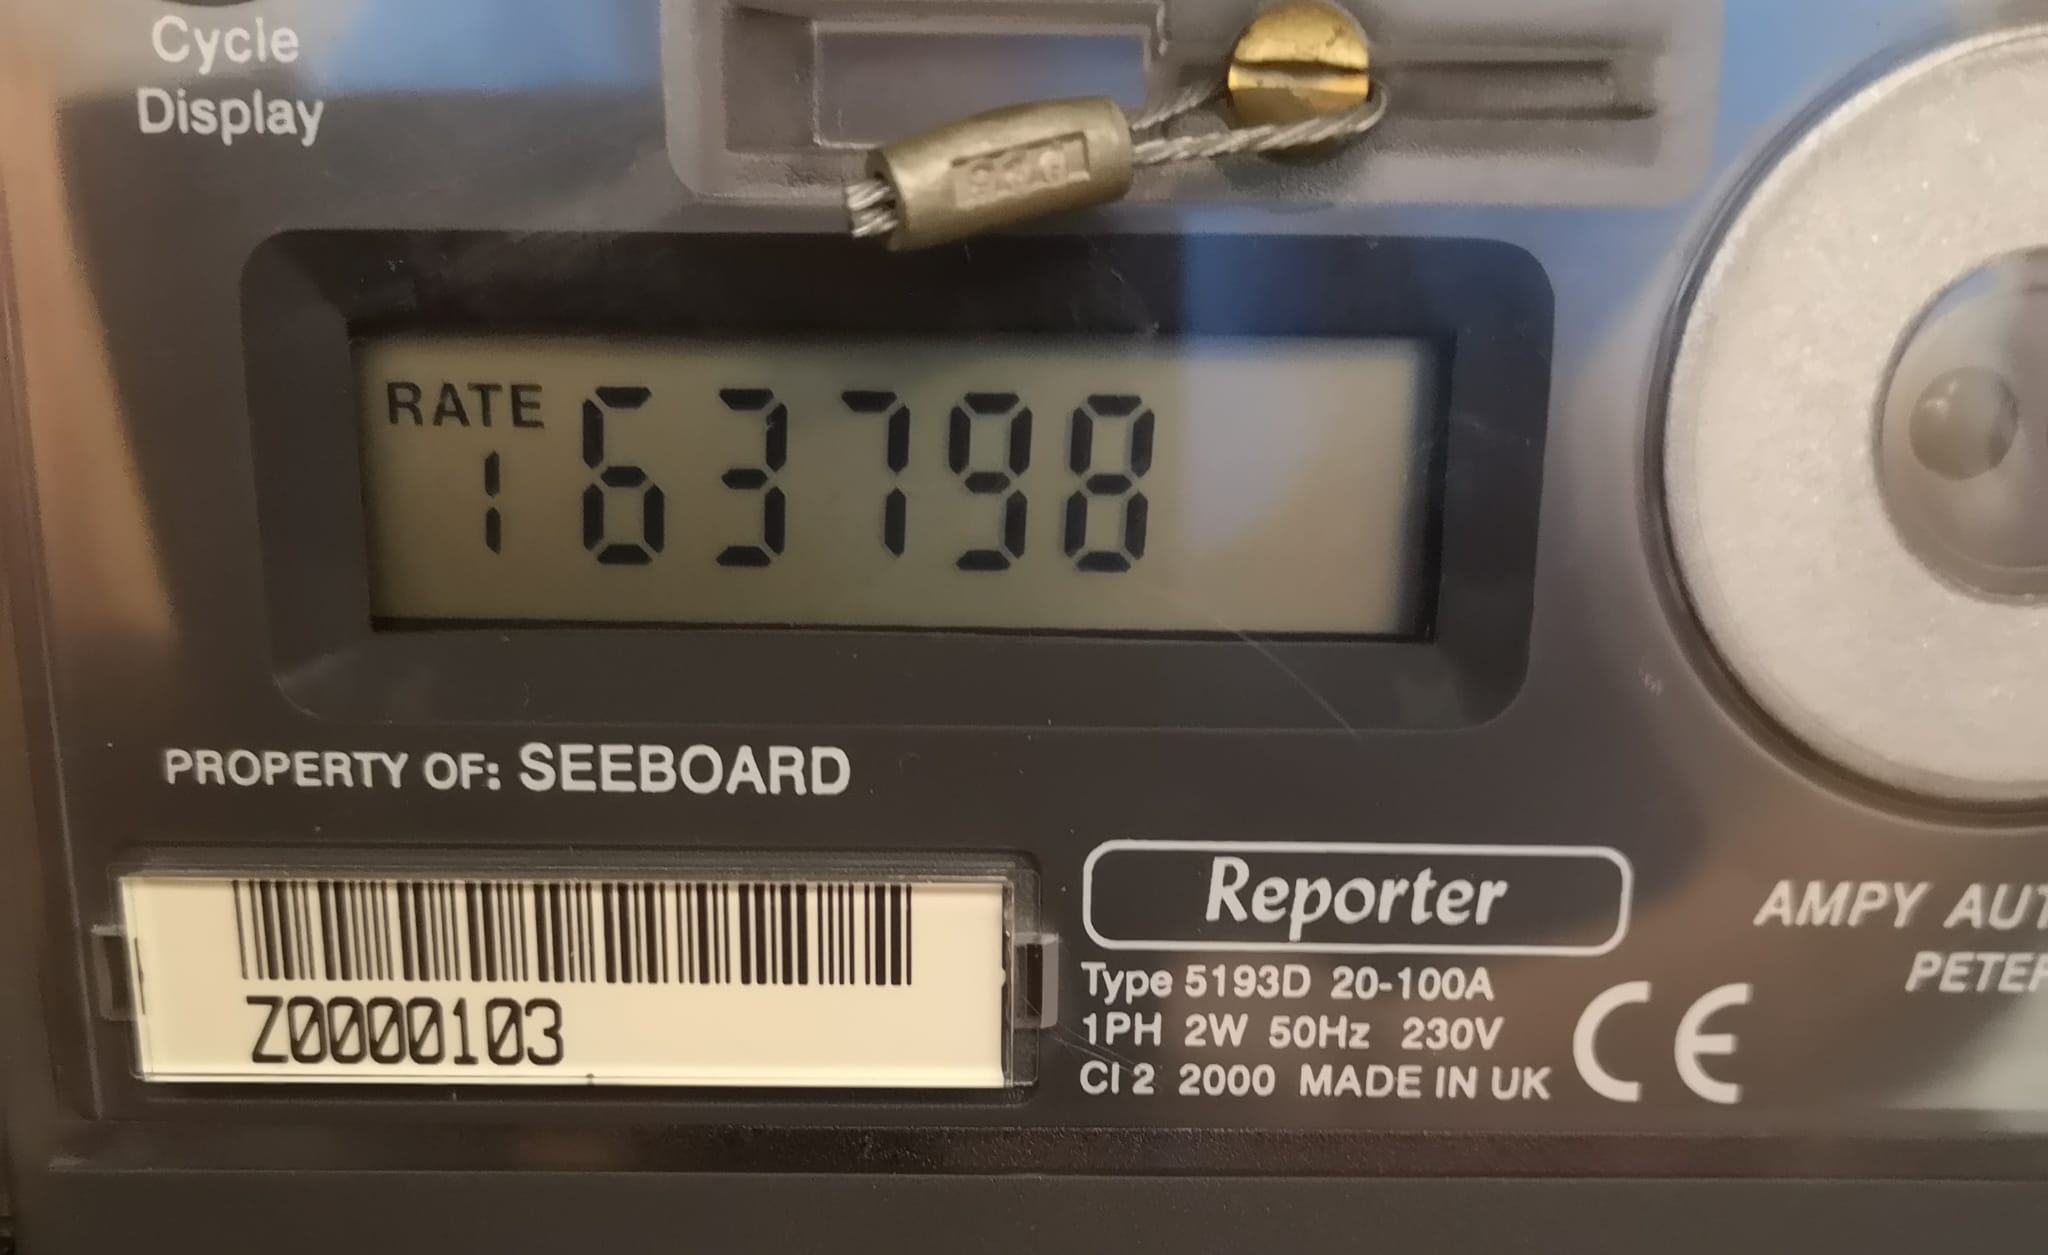 Cycle
Display
RATE
1 63798
PROPERTY OF: SEEBOARD
Z0000103
Reporter
Type 5193D 20-100A
1PH 2W 50Hz 230V
Cl 2 2000 MADE IN UK
CE
AMPY AUT
PETER